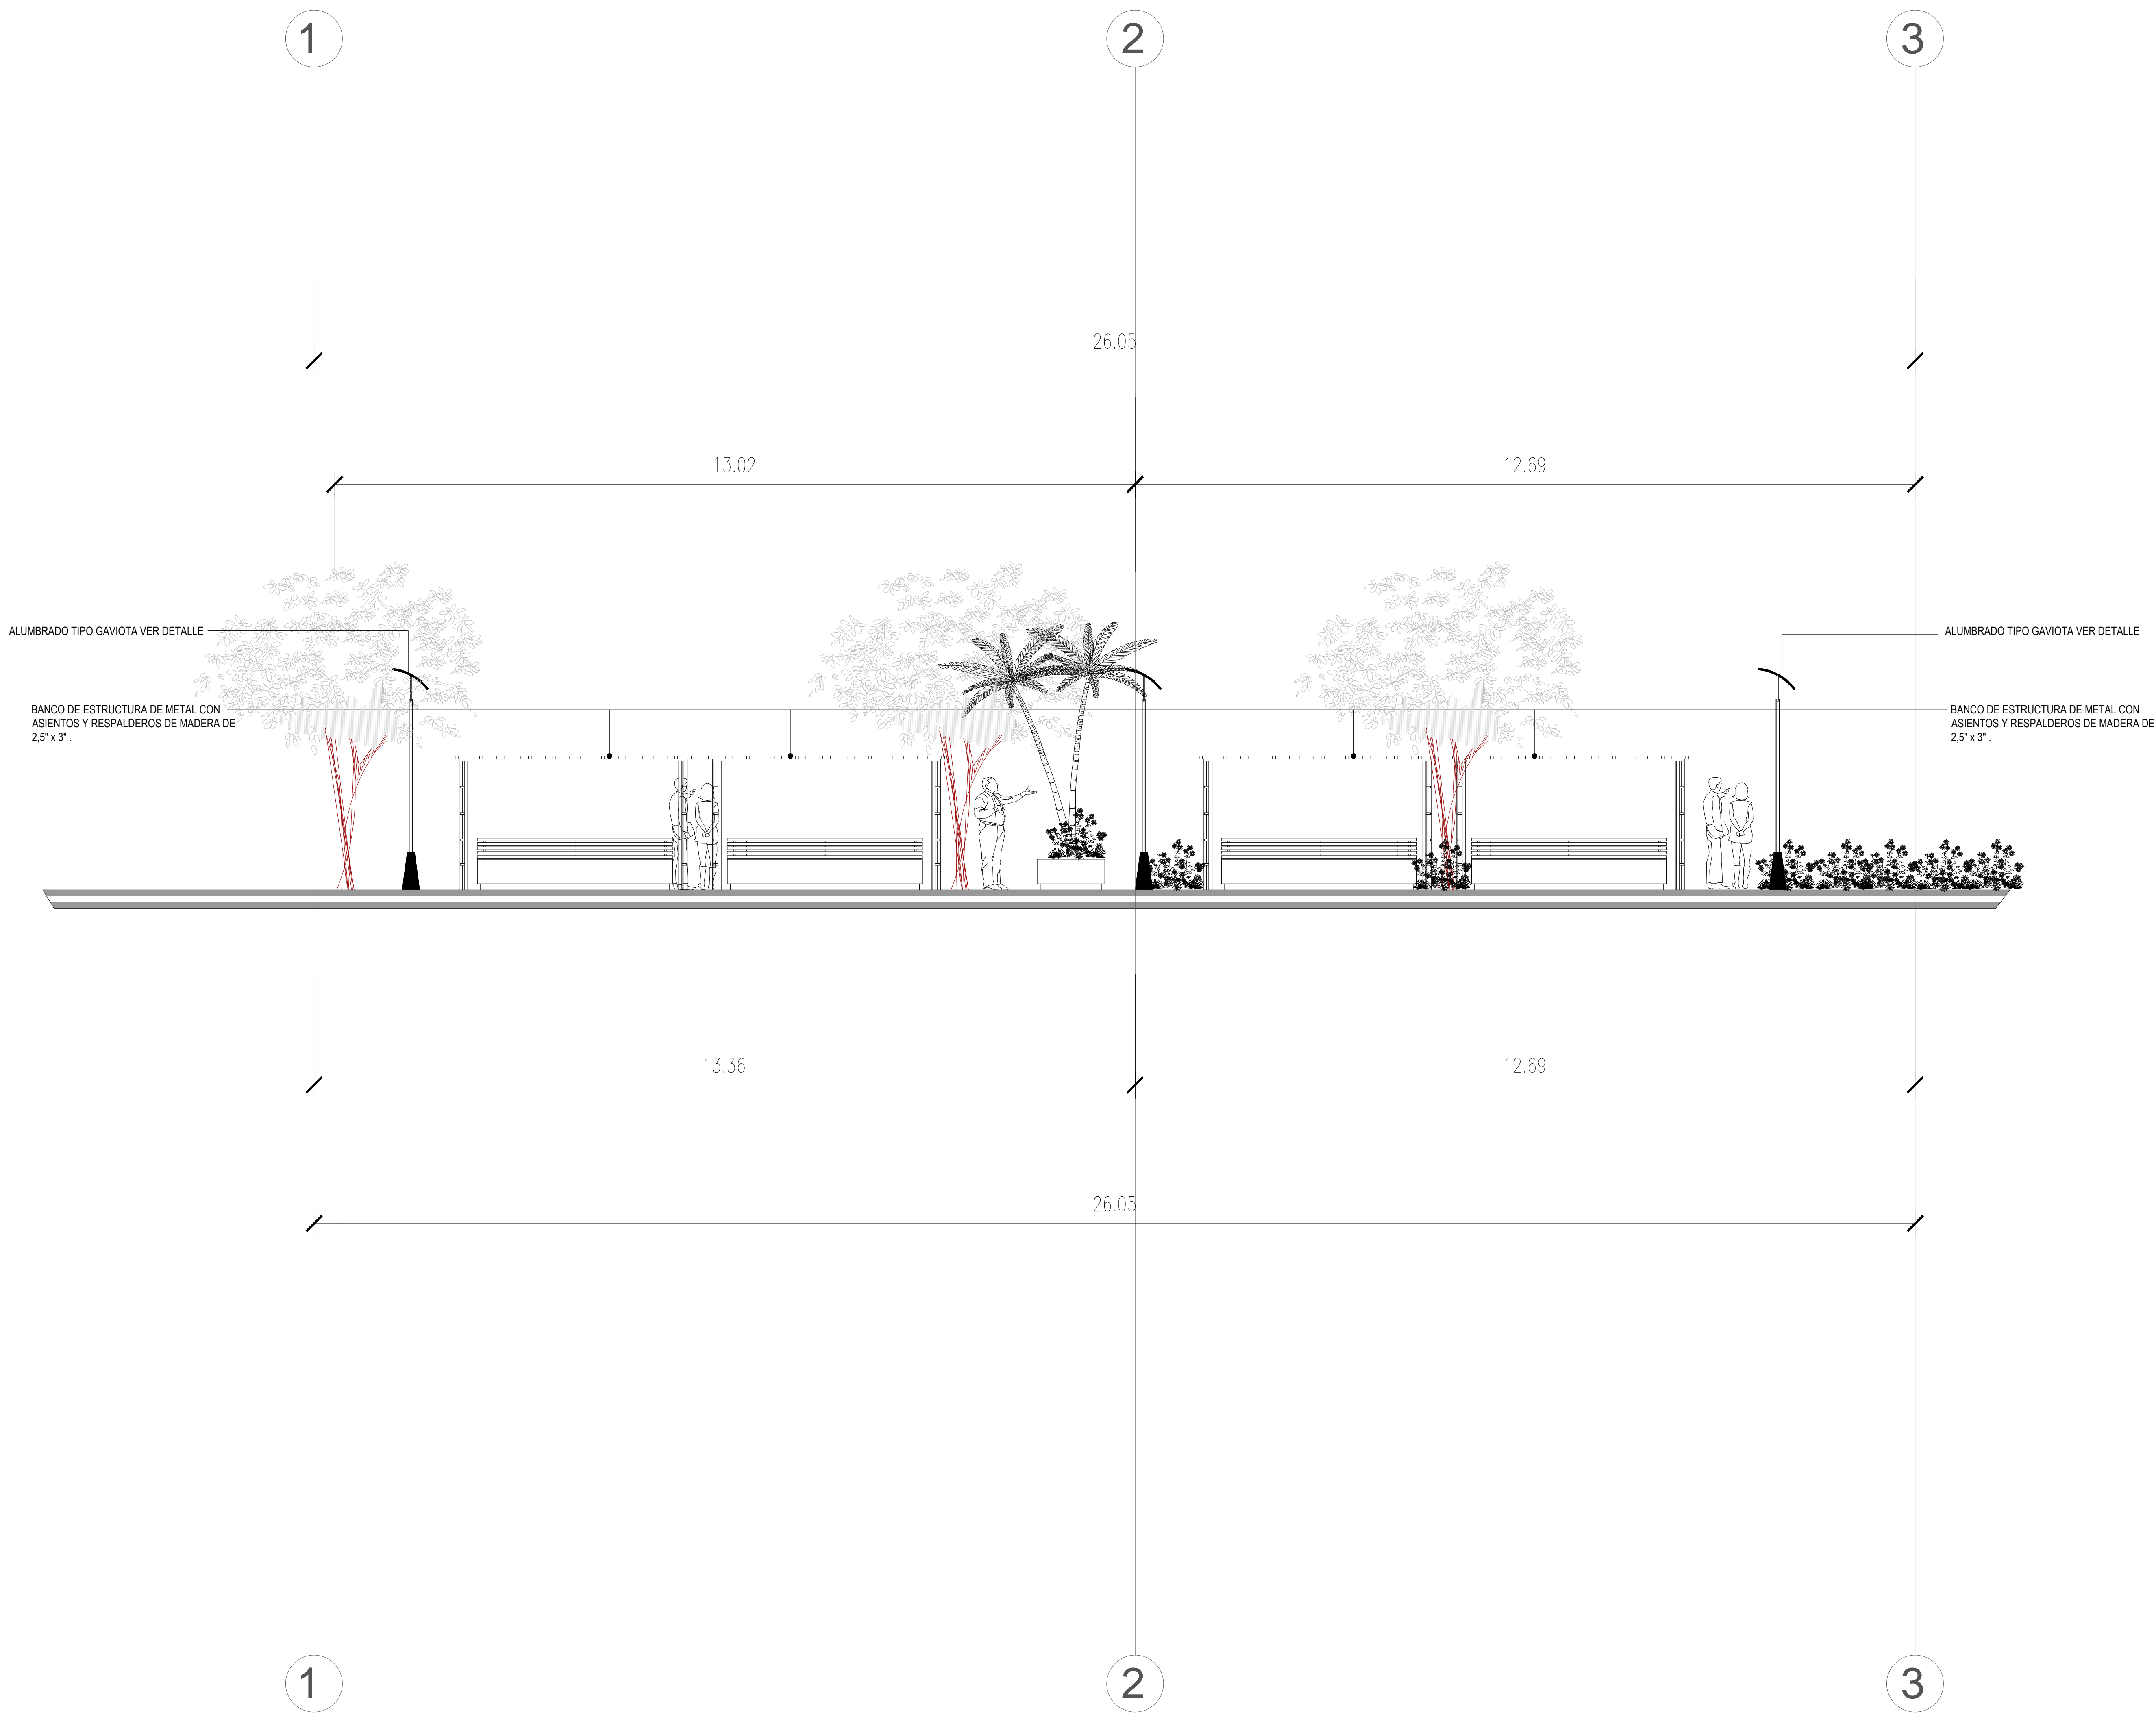 1 2 3
26.05
13.02 12.69
ALUMBRADO TIPO GAVIOTA VER DETALLE
ALUMBRADO TIPO GAVIOTA VER DETALLE
BANCO DE ESTRUCTURA DE METAL CON
ASIENTOS Y RESPALDEROS DE MADERA DE
2,5" x 3" .
BANCO DE ESTRUCTURA DE METAL CON
ASIENTOS Y RESPALDEROS DE MADERA DE
2,5" x 3" .
13.36 12.69
26.05
1 2 3